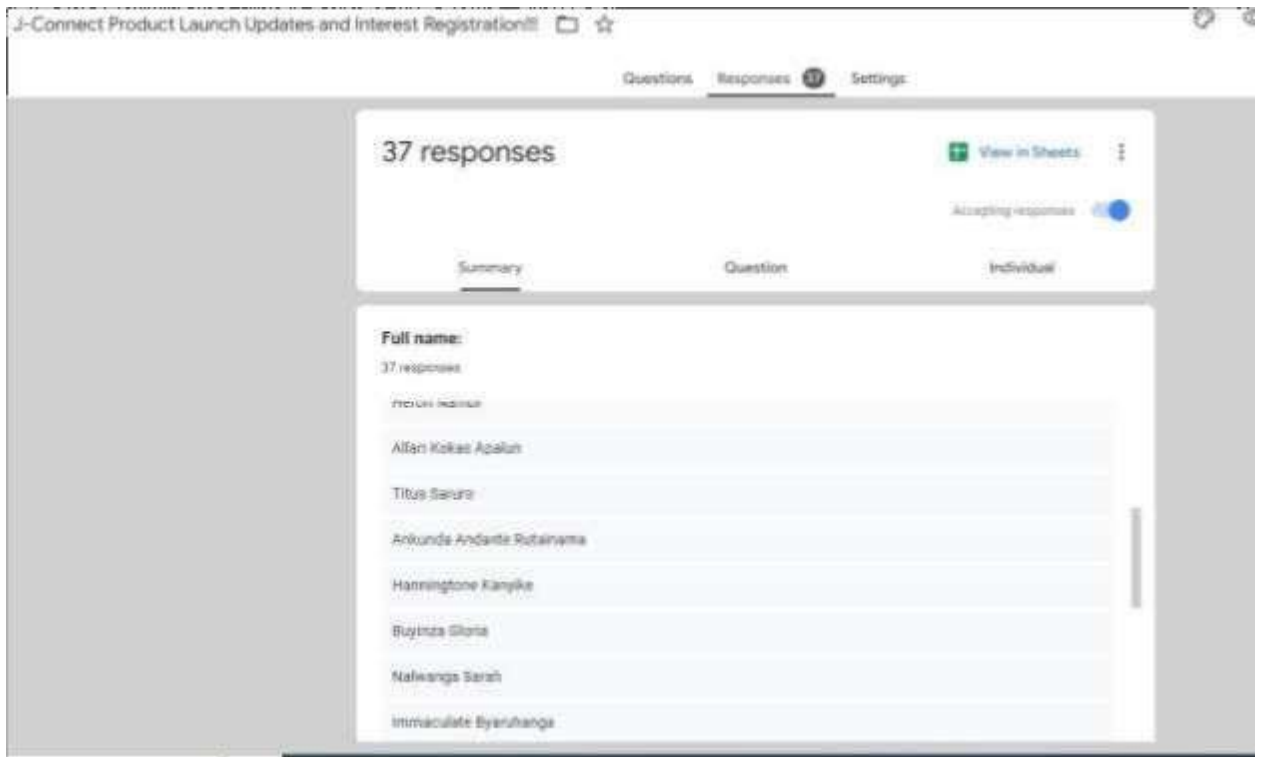 J-Connect Product Launch Updates and Interest Registration!!!
Questions Responses 37 Settings
37 responses
View in Sheets
Accepting responses
Summary Question Individual
Full name:
37 responses
Allan Kokas Apalun
Titus
Ankunda Andante Rutainama
Hanningtone Kanyike
Buyinza Gloria
Nalwanga Sarah
Immaculate Byaruhanga